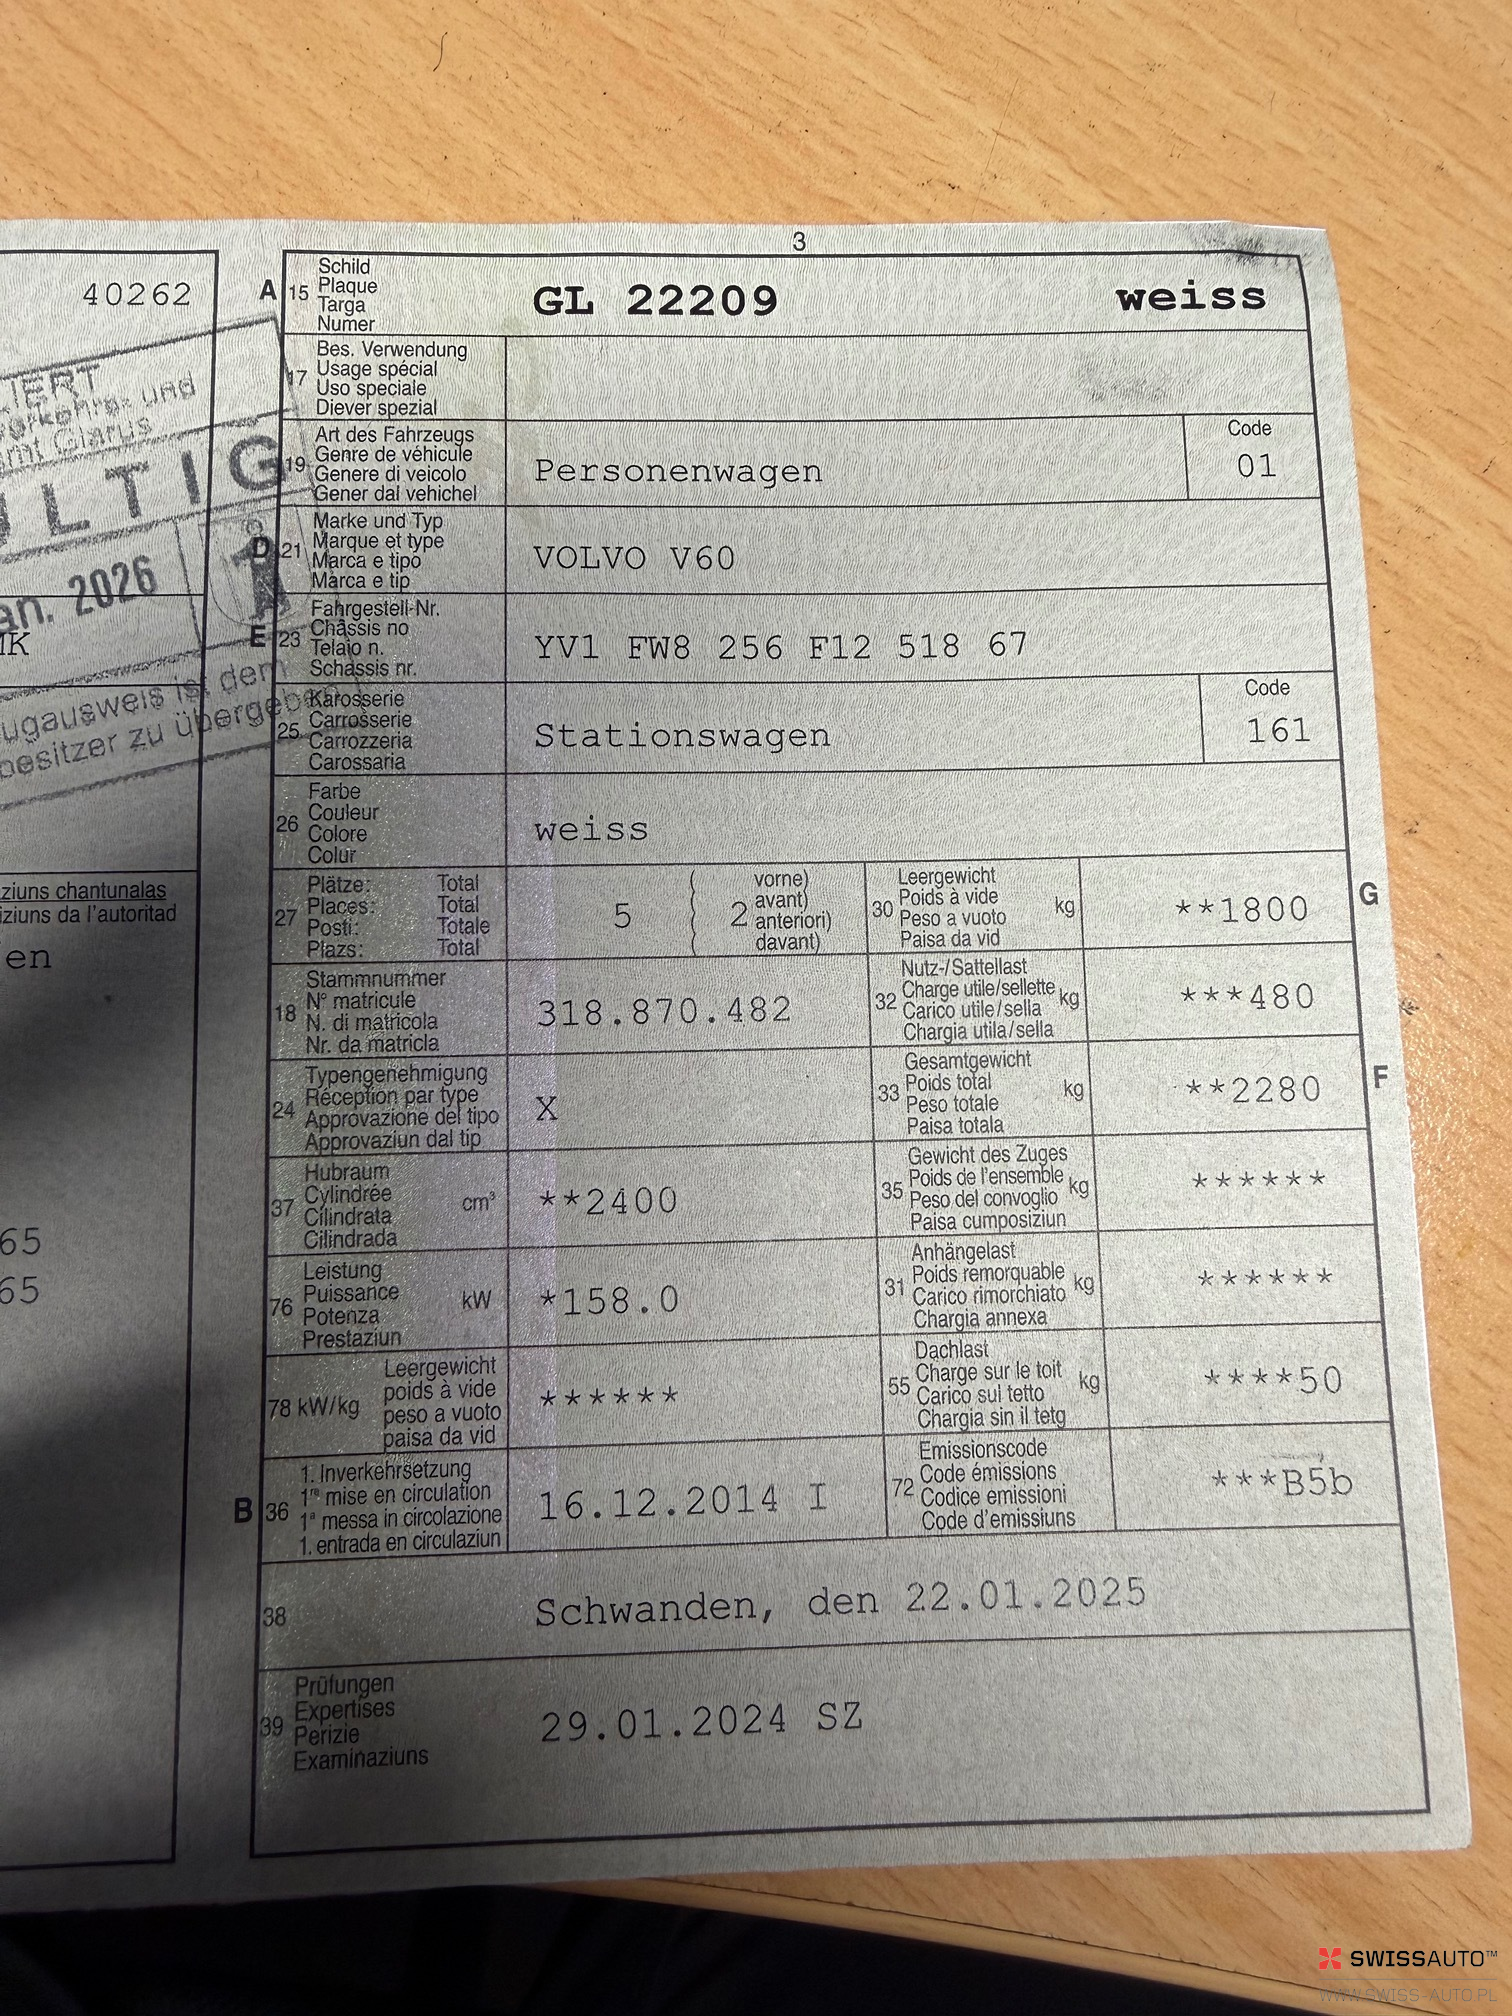 40262
IERT
verkehrs- und
amt Glarus
ÜLTIG
an. 2026
MK
ugausweis ist dem
besitzer zu übergeben
ziuns chantunalas
iziuns da l'autoritad
en
65
65
3
A 15 Schild
Plaque
Targa
Numer
GL 22209 weiss
17 Bes. Verwendung
Usage spécial
Uso speciale
Diever spezial
19 Art des Fahrzeugs
Genre de véhicule
Genere di veicolo
Gener dal vehichel
Personenwagen
Code
01
D 21 Marke und Typ
Marque et type
Marca e tipo
Marca e tip
VOLVO V60
E 23 Fahrgestell-Nr.
Châssis no
Telaio n.
Schassis nr.
YV1 FW8 256 F12 518 67
25 Karosserie
Carrosserie
Carrozzeria
Carossaria
Stationswagen
Code
161
26 Farbe
Couleur
Colore
Colur
weiss
27 Plätze: Total
Places: Total
Posti: Totale
Plazs: Total
5 ( 2 vorne)
avant)
anteriori)
davant)
30 Leergewicht
Poids à vide
Peso a vuoto
Paisa da vid
kg
**1800
G
18 Stammnummer
N° matricule
N. di matricola
Nr. da matricla
318.870.482
32 Nutz-/Sattellast
Charge utile/sellette
Carico utile/sella
Chargia utila/sella
kg
***480
24 Typengenehmigung
Réception par type
Approvazione del tipo
Approvaziun dal tip
X
33 Gesamtgewicht
Poids total
Peso totale
Paisa totala
kg
**2280
F
37 Hubraum
Cylindrée
Cilindrata
Cilindrada
cm³
**2400
35 Gewicht des Zuges
Poids de l'ensemble
Peso del convoglio
Paisa cumposiziun
kg
******
76 Leistung
Puissance
Potenza
Prestaziun
kW
*158.0
31 Anhängelast
Poids remorquable
Carico rimorchiato
Chargia annexa
kg
******
78 kW/kg Leergewicht
poids à vide
peso a vuoto
paisa da vid
******
55 Dachlast
Charge sur le toit
Carico sul tetto
Chargia sin il tetg
kg
****50
B 36 1. Inverkehrsetzung
1re mise en circulation
1a messa in circolazione
1. entrada en circulaziun
16.12.2014 I
72 Emissionscode
Code émissions
Codice emissioni
Code d'emissiuns
***B5b
38 Schwanden, den 22.01.2025
39 Prüfungen
Expertises
Perizie
Examinaziuns
29.01.2024 SZ
SWISSAUTO™
WWW.SWISS-AUTO.PL